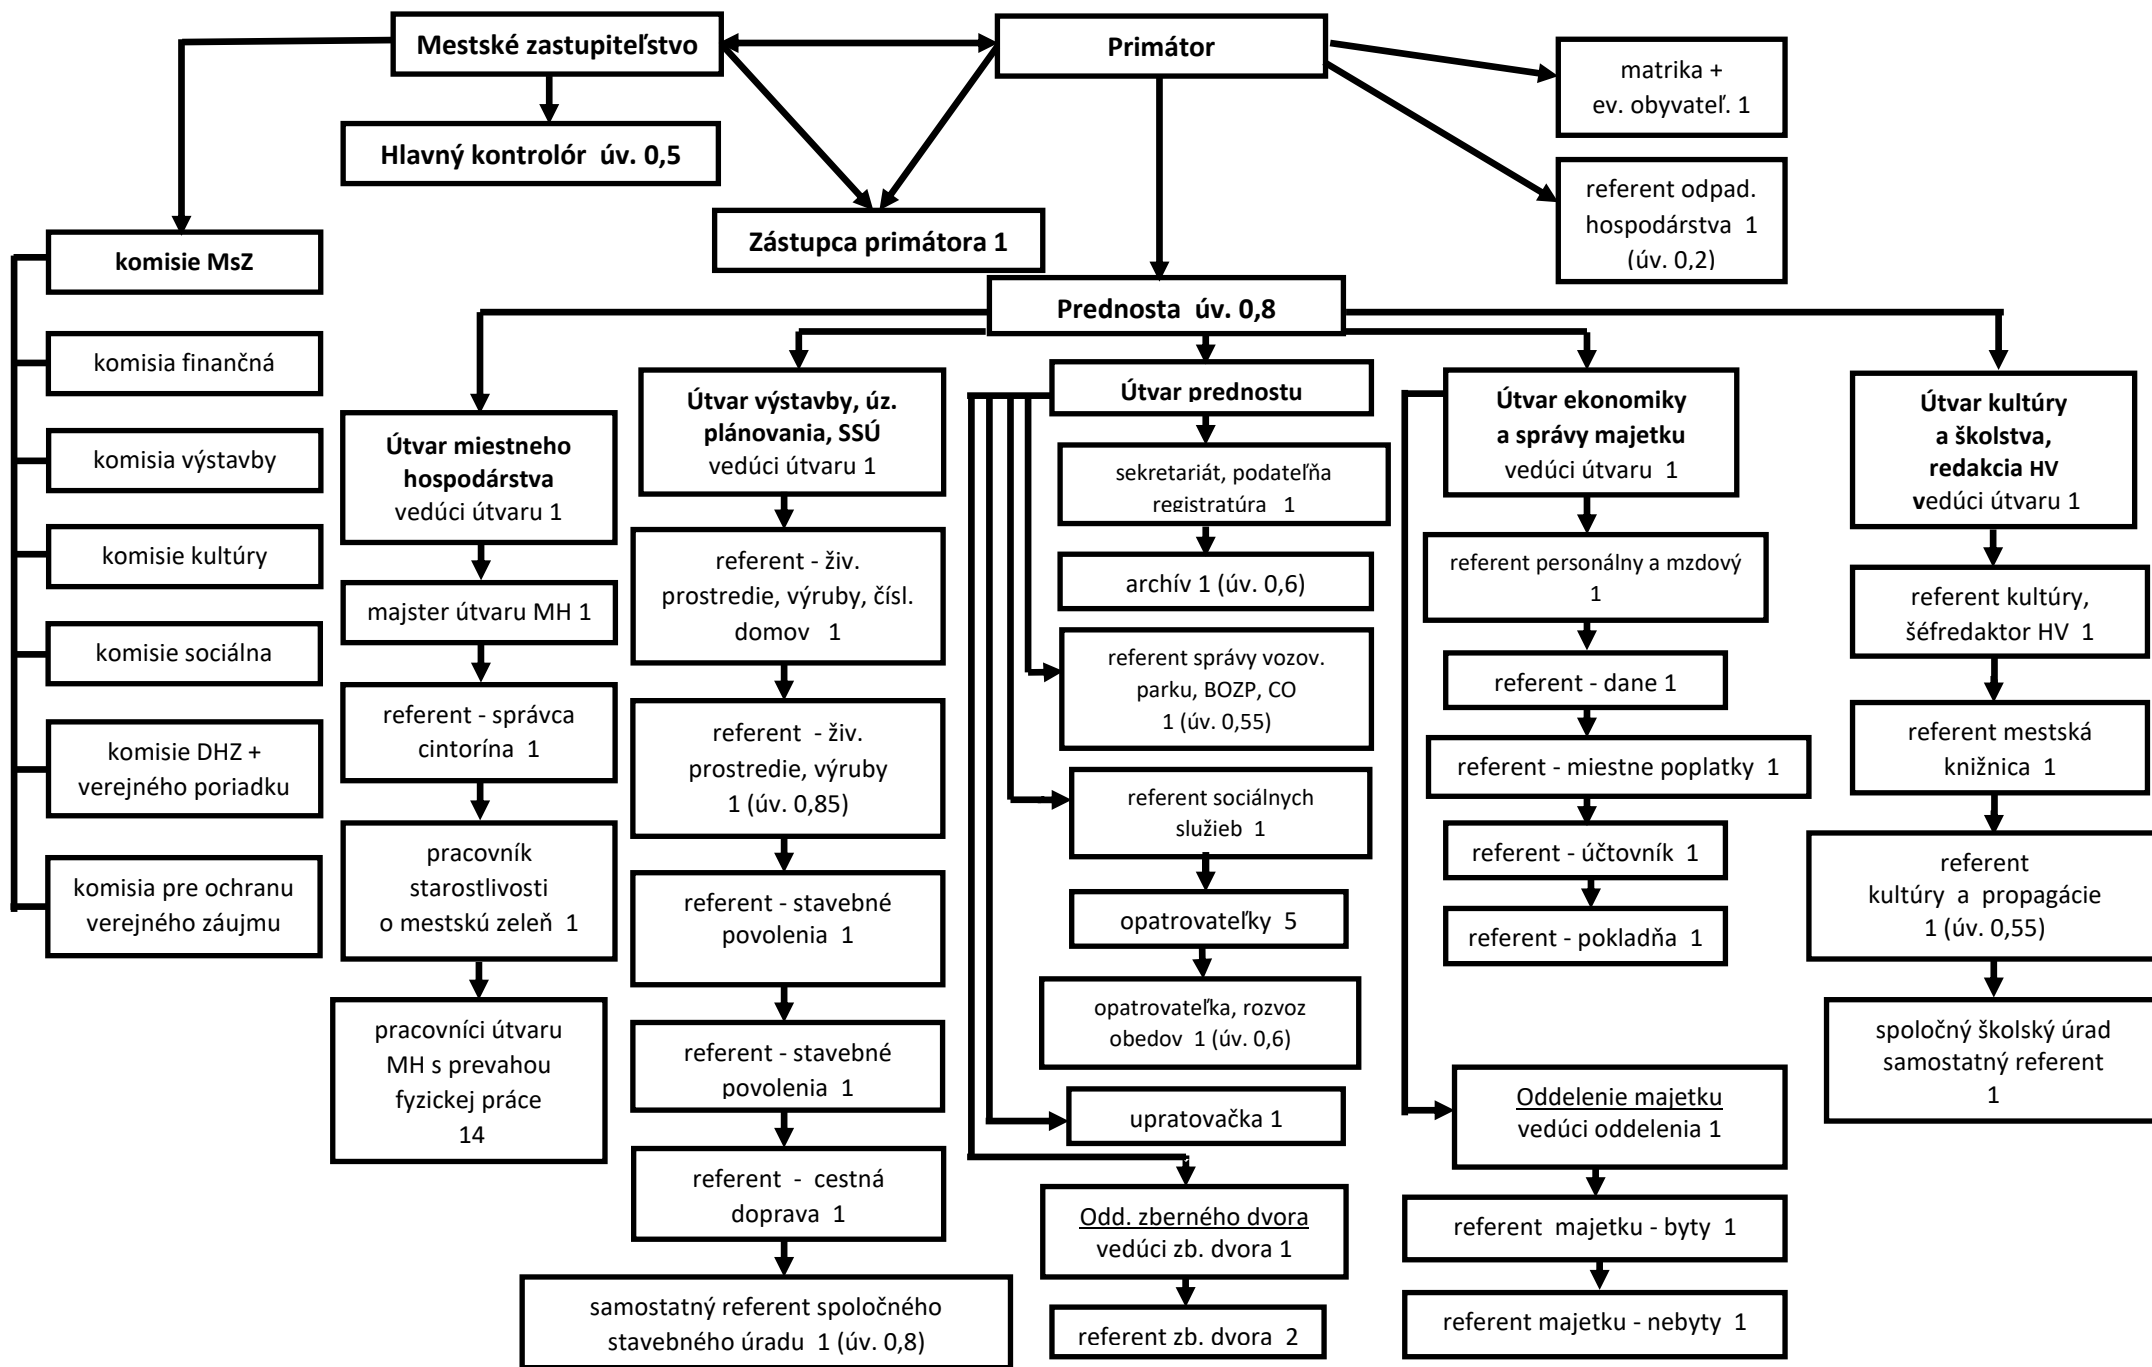 Mestské zastupiteľstvo
Primátor
matrika +
ev. obyvateľ. 1
Hlavný kontrolór úv. 0,5
referent odpad.
hospodárstva 1
(úv. 0,2)
Zástupca primátora 1
komisie MsZ
Prednosta úv. 0,8
komisia finančná
komisia výstavby
komisie kultúry
komisie sociálna
komisie DHZ +
verejného poriadku
komisia pre ochranu
verejného záujmu
Útvar miestneho
hospodárstva
vedúci útvaru 1
majster útvaru MH 1
referent - správca
cintorína 1
pracovník
starostlivosti
o mestskú zeleň 1
pracovníci útvaru
MH s prevahou
fyzickej práce
14
Útvar výstavby, úz.
plánovania, SSÚ
vedúci útvaru 1
referent - živ.
prostredie, výruby, čísl.
domov 1
referent - živ.
prostredie, výruby
1 (úv. 0,85)
referent - stavebné
povolenia 1
referent - stavebné
povolenia 1
referent - cestná
doprava 1
samostatný referent spoločného
stavebného úradu 1 (úv. 0,8)
Útvar prednostu
sekretariát, podateľňa
registratúra 1
archív 1 (úv. 0,6)
referent správy vozov.
parku, BOZP, CO
1 (úv. 0,55)
referent sociálnych
služieb 1
opatrovateľky 5
opatrovateľka, rozvoz
obedov 1 (úv. 0,6)
upratovačka 1
Odd. zberného dvora
vedúci zb. dvora 1
referent zb. dvora 2
Útvar ekonomiky
a správy majetku
vedúci útvaru 1
referent personálny a mzdový
1
referent - dane 1
referent - miestne poplatky 1
referent - účtovník 1
referent - pokladňa 1
Oddelenie majetku
vedúci oddelenia 1
referent majetku - byty 1
referent majetku - nebyty 1
Útvar kultúry
a školstva,
redakcia HV
vedúci útvaru 1
referent kultúry,
šéfredaktor HV 1
referent mestská
knižnica 1
referent
kultúry a propagácie
1 (úv. 0,55)
spoločný školský úrad
samostatný referent
1